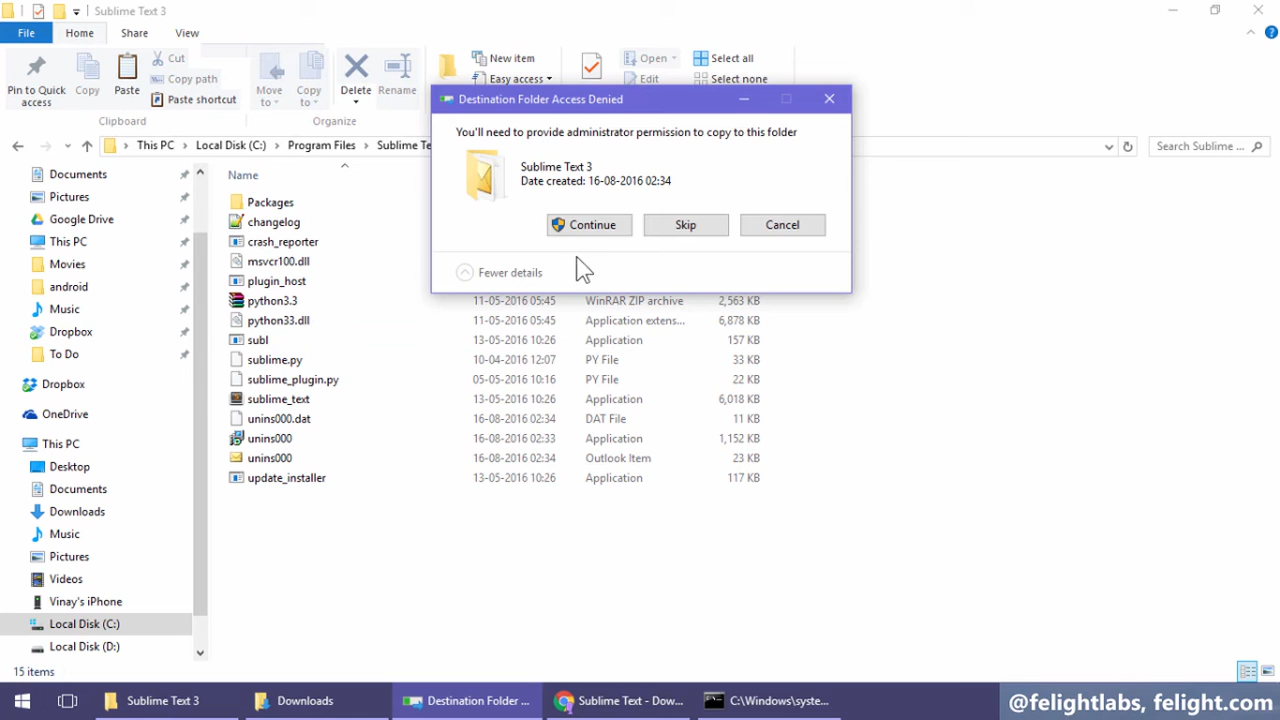 Sublime Text 3
File Home Share View
Pin to Quick access
Copy
Paste
Cut
Copy path
Paste shortcut
Move to
Copy to
Delete
Rename
New item
Easy access
Open
Edit
Select all
Select none
Clipboard
Organize
Destination Folder Access Denied
You'll need to provide administrator permission to copy to this folder
Sublime Text 3
Date created: 16-08-2016 02:34
Continue Skip Cancel
Fewer details
This PC Local Disk (C:) Program Files Sublime Te
Search Sublime ...
Documents
Pictures
Google Drive
This PC
Movies
android
Music
Dropbox
To Do
Dropbox
OneDrive
This PC
Desktop
Documents
Downloads
Music
Pictures
Videos
Vinay's iPhone
Local Disk (C:)
Local Disk (D:)
Name
Packages
changelog
crash_reporter
msvcr100.dll
plugin_host
python3.3 11-05-2016 05:45 WinRAR ZIP archive 2,563 KB
python33.dll 11-05-2016 05:45 Application extens... 6,878 KB
subl 13-05-2016 10:26 Application 157 KB
sublime.py 10-04-2016 12:07 PY File 33 KB
sublime_plugin.py 05-05-2016 10:16 PY File 22 KB
sublime_text 13-05-2016 10:26 Application 6,018 KB
unins000.dat 16-08-2016 02:34 DAT File 11 KB
unins000 16-08-2016 02:33 Application 1,152 KB
unins000 16-08-2016 02:34 Outlook Item 23 KB
update_installer 13-05-2016 10:26 Application 117 KB
15 items
Sublime Text 3
Downloads
Destination Folder ...
Sublime Text - Dow...
C:\Windows\syste...
@felightlabs, felight.com